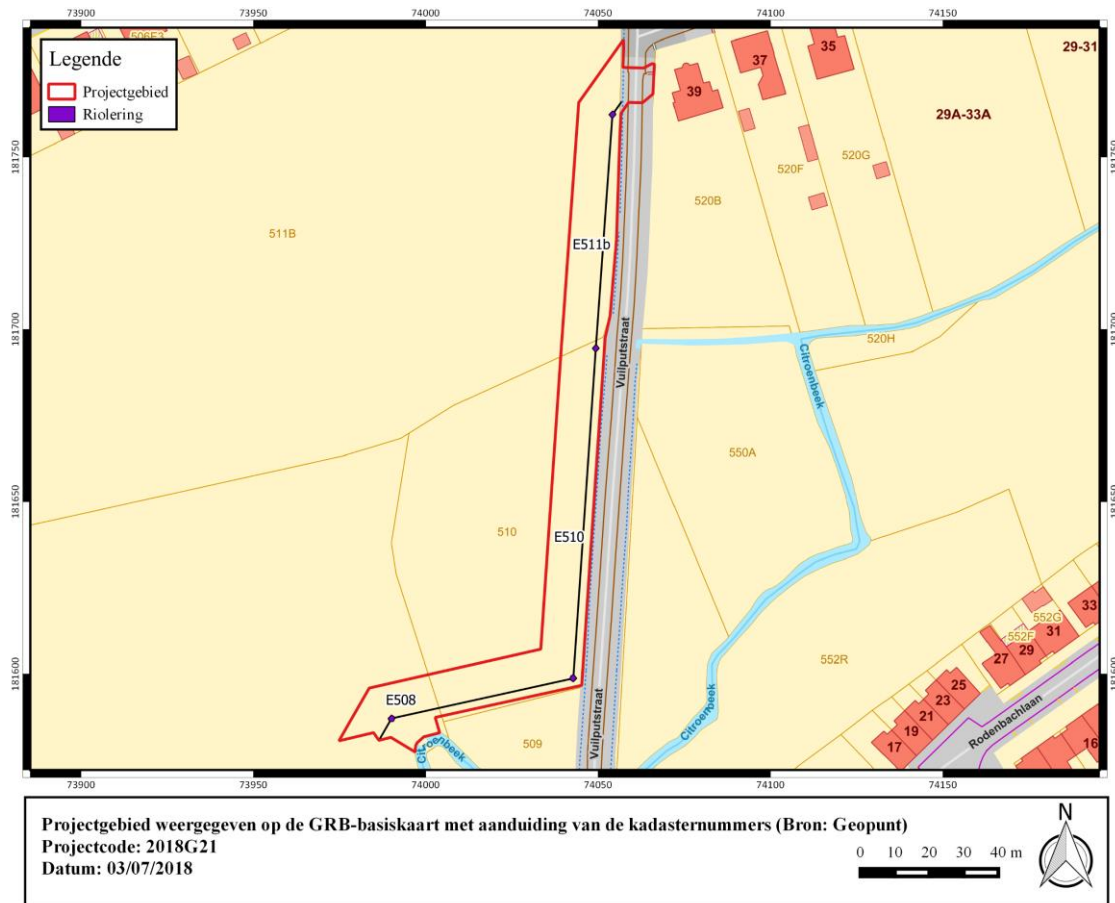 73900 73950 74000 74050 74100 74150
Legende
Projectgebied
Riolering
506E3
39
37
35
29-31
29A-33A
181750
181750
520F
520G
520B
511B
E511b
181700
181700
Vuilputstraat
520H
Citroenbeek
550A
181650
181650
510
E510
552R
552G
552F
33
31
29
27
25
23
21
19
17
16
Rodenbachlaan
181600
181600
E508
509
Vuilputstraat
Citroenbeek
Citroenbeek
73900 73950 74000 74050 74100 74150
Projectgebied weergegeven op de GRB-basiskaart met aanduiding van de kadasternummers (Bron: Geopunt)
Projectcode: 2018G21
Datum: 03/07/2018
0 10 20 30 40 m
N